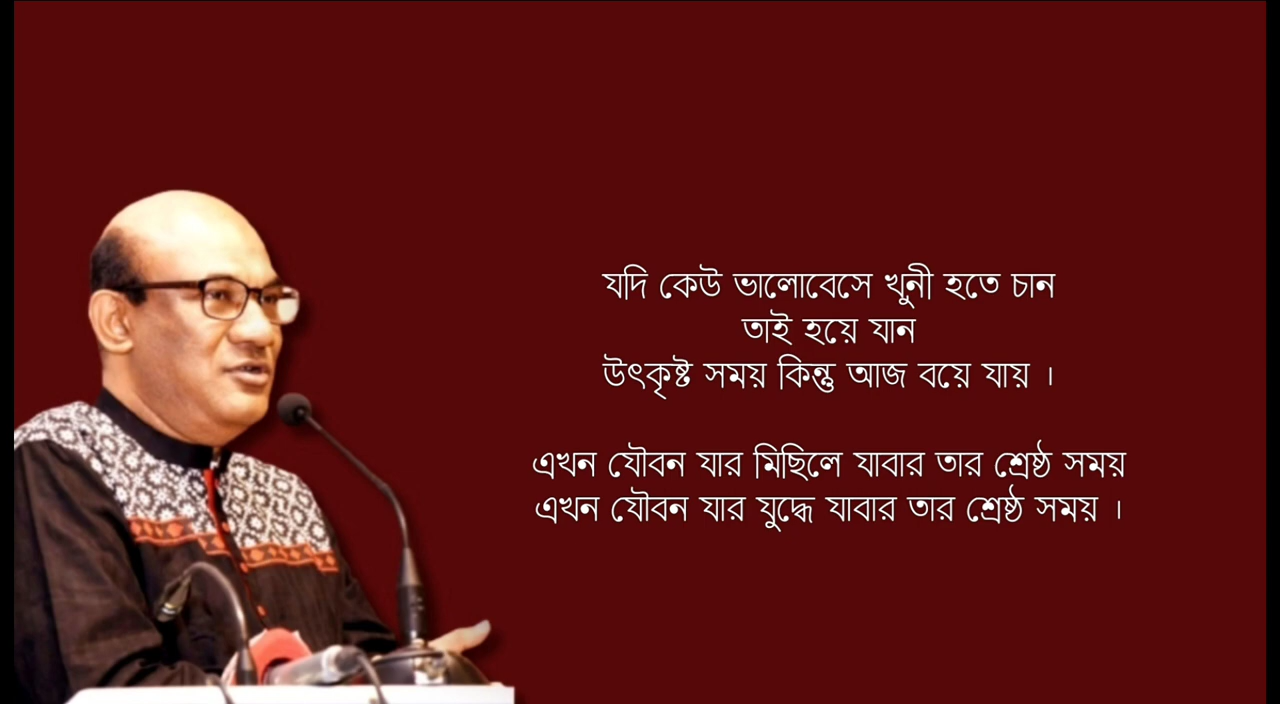 যদি কেউ ভালোবেসে খুনী হতে চান
তাই হয়ে যান
উৎকৃষ্ট সময় কিন্তু আজ বয়ে যায় ।
এখন যৌবন যার মিছিলে যাবার তার শ্রেষ্ঠ সময়
এখন যৌবন যার যুদ্ধে যাবার তার শ্রেষ্ঠ সময় ।